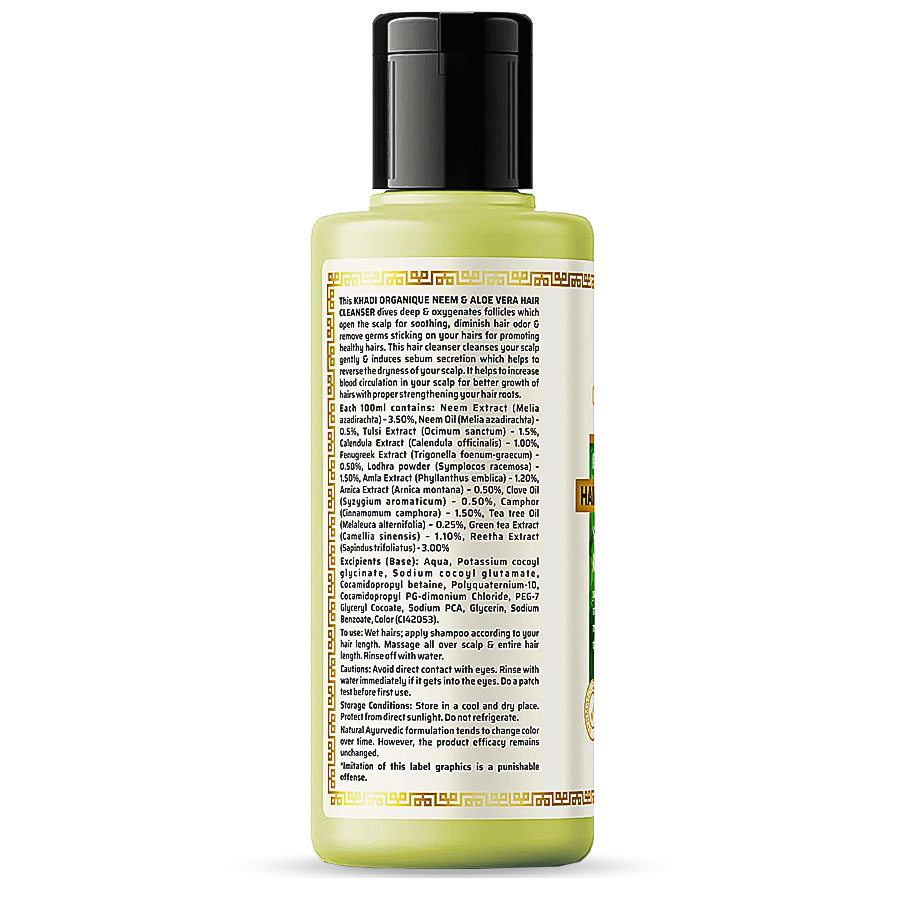 This KHADI ORGANIQUE NEEM & ALOE VERA HAIR
CLEANSER dives deep & oxygenates follicles which
open the scalp for soothing, diminish hair odor &
remove germs sticking on your hairs for promoting
healthy hairs. This hair cleanser cleanses your scalp
gently & induces sebum secretion which helps to
reverse the dryness of your scalp. It helps to increase
blood circulation in your scalp for better growth of
hairs with proper strengthening your hair roots.
Each 100ml contains: Neem Extract (Melia
azadirachta) - 3.50%, Neem Oil (Melia azadirachta) -
0.5%, Tulsi Extract (Ocimum sanctum) - 1.5%,
Calendula Extract (Calendula officinalis) - 1.00%,
Fenugreek Extract (Trigonella foenum-graecum) -
0.50%, Lodhra powder (Symplocos racemosa) -
1.50%, Amla Extract (Phyllanthus emblica) - 1.20%,
Arnica Extract (Arnica montana) - 0.50%, Clove Oil
(Syzygium aromaticum) - 0.50%, Camphor
(Cinnamomum camphora) - 1.50%, Tea tree Oil
(Melaleuca alternifolia) - 0.25%, Green tea Extract
(Camellia sinensis) - 1.10%, Reetha Extract
(Sapindus trifoliatus) - 3.00%
Excipients (Base): Aqua, Potassium cocoyl
glycinate, Sodium cocoyl glutamate,
Cocamidopropyl betaine, Polyquaternium-10,
Cocamidopropyl PG-dimonium Chloride, PEG-7
Glyceryl Cocoate, Sodium PCA, Glycerin, Sodium
Benzoate, Color (CI42053).
To use: Wet hairs; apply shampoo according to your
hair length. Massage all over scalp & entire hair
length. Rinse off with water.
Cautions: Avoid direct contact with eyes. Rinse with
water immediately if it gets into the eyes. Do a patch
test before first use.
Storage Conditions: Store in a cool and dry place.
Protect from direct sunlight. Do not refrigerate.
Natural Ayurvedic formulation tends to change color
over time. However, the product efficacy remains
unchanged.
*Imitation of this label graphics is a punishable
offense.
HA